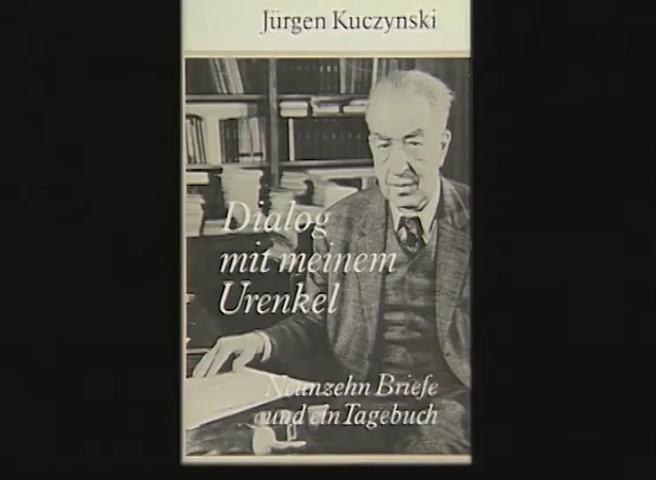 Jürgen Kuczynski
Dialog
mit meinem
Urenkel
Neunzehn Briefe
und ein Tagebuch